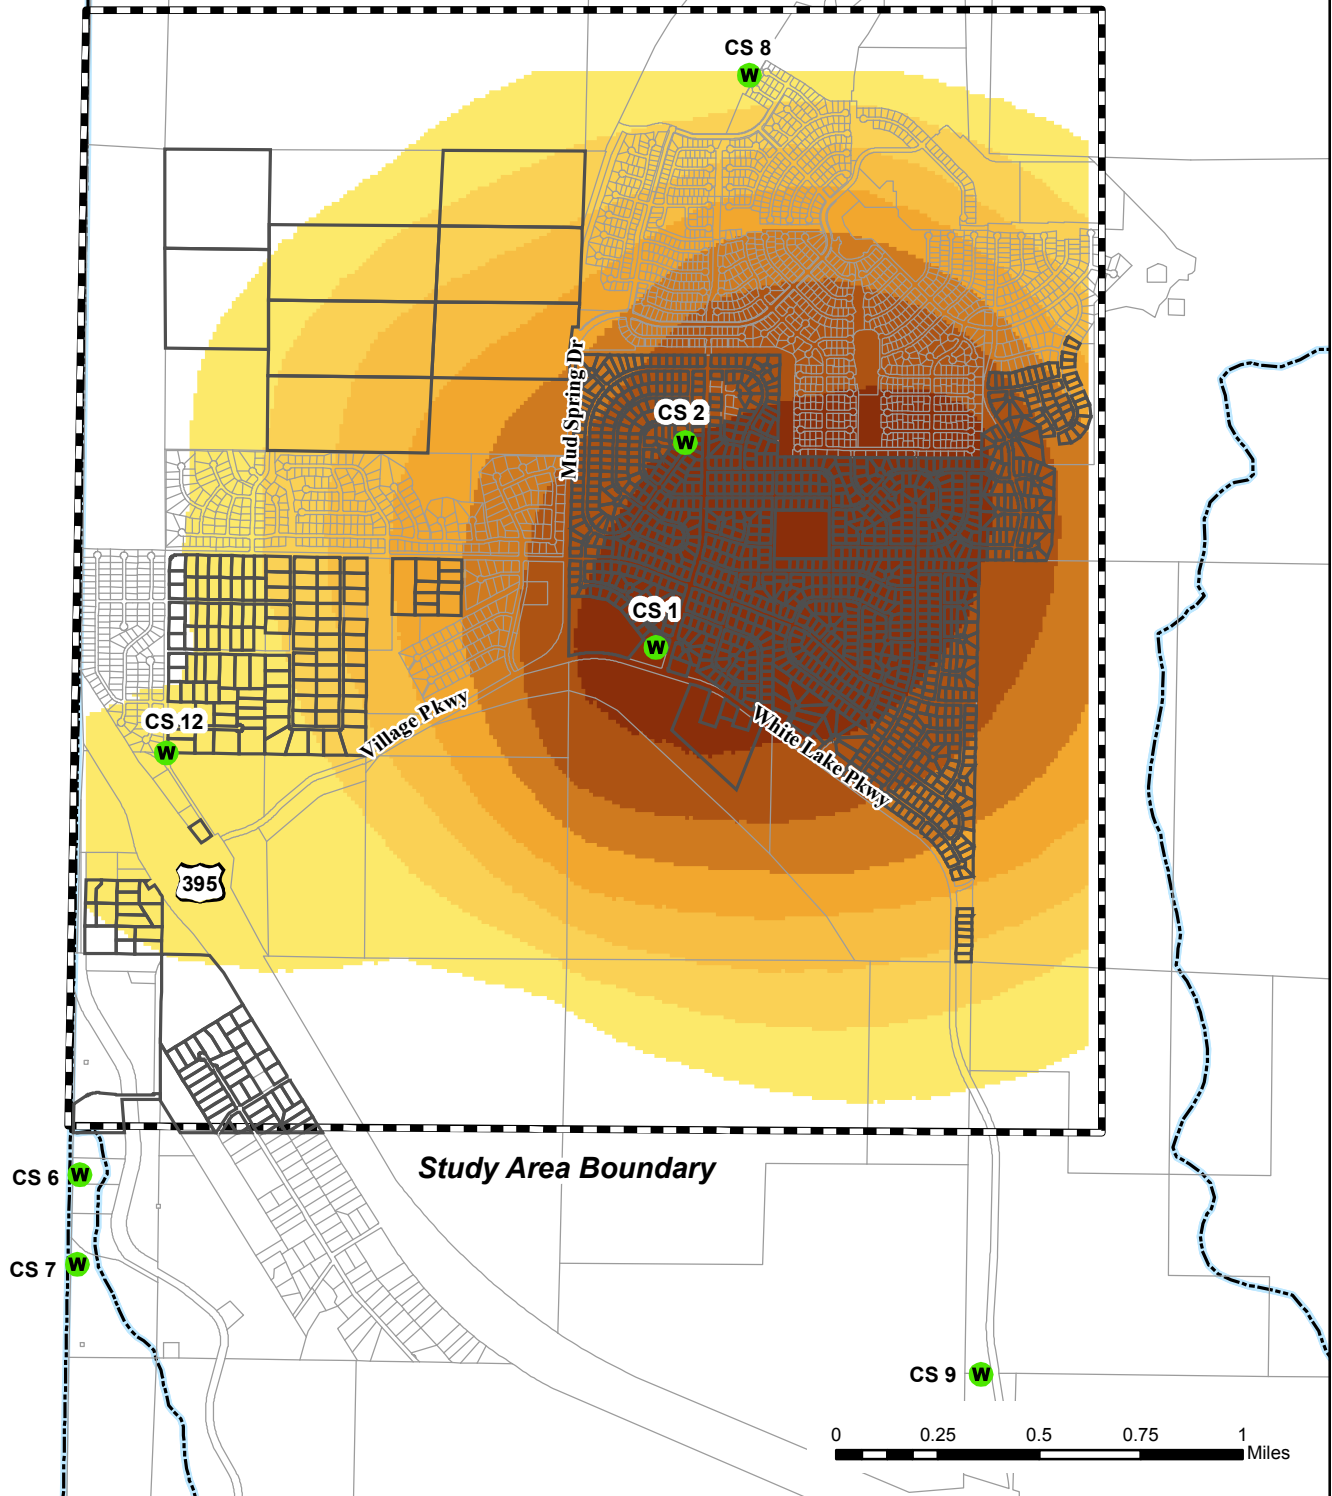 CS 8
W
Mud Spring Dr
CS 2
W
CS 1
W
CS 12
W
Village Pkwy
White Lake Pkwy
395
Study Area Boundary
CS 6
W
CS 7
W
CS 9
W
0 0.25 0.5 0.75 1
Miles